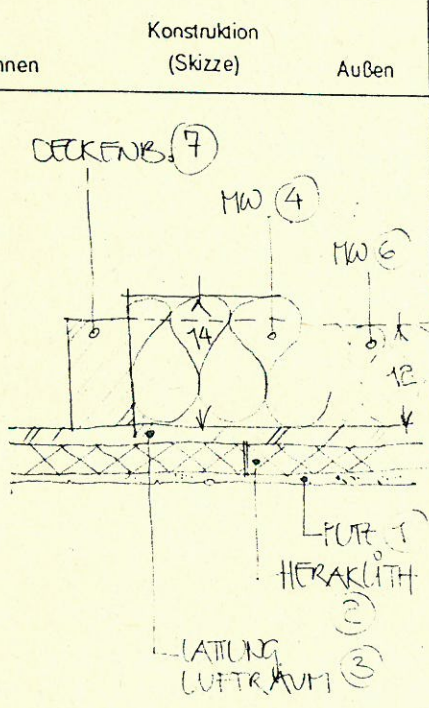 Konstruktion
nnen (Skizze) Außen
DECKENB. 7
MW 4
MW 6
14
12
PUTZ 1
HERAKLITH
2
LATTUNG
LUFTRAUM 3